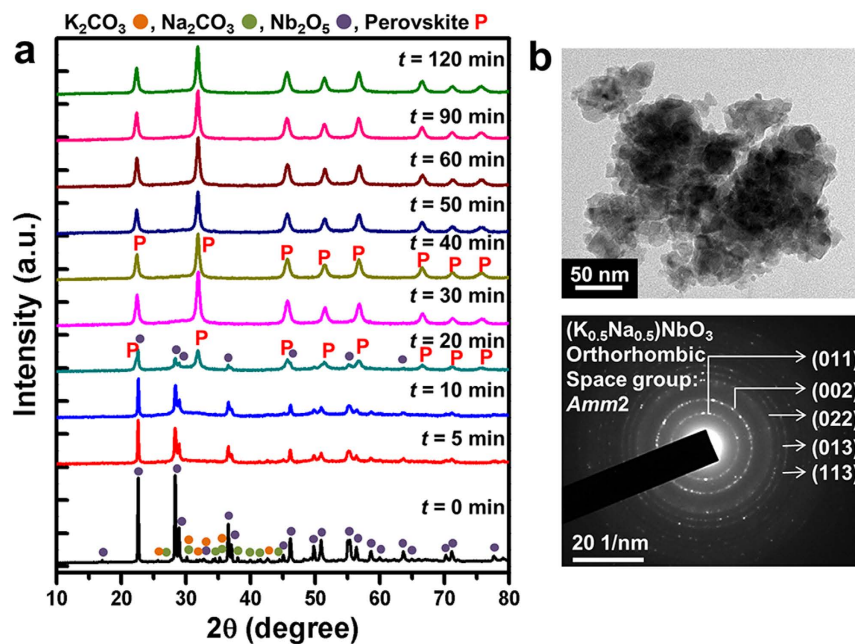 K₂CO₃ , Na₂CO₃ , Nb₂O₅ , Perovskite P
a
t = 120 min
t = 90 min
t = 60 min
t = 50 min
t = 40 min
P P P P P P P P
t = 30 min
t = 20 min
P P P P P P P P
t = 10 min
t = 5 min
t = 0 min
Intensity (a.u.)
10 20 30 40 50 60 70 80
2θ (degree)
b
50 nm
(K₀.₅Na₀.₅)NbO₃
Orthorhombic
Space group:
Amm2
(011)
(002)
(022)
(013)
(113)
20 1/nm